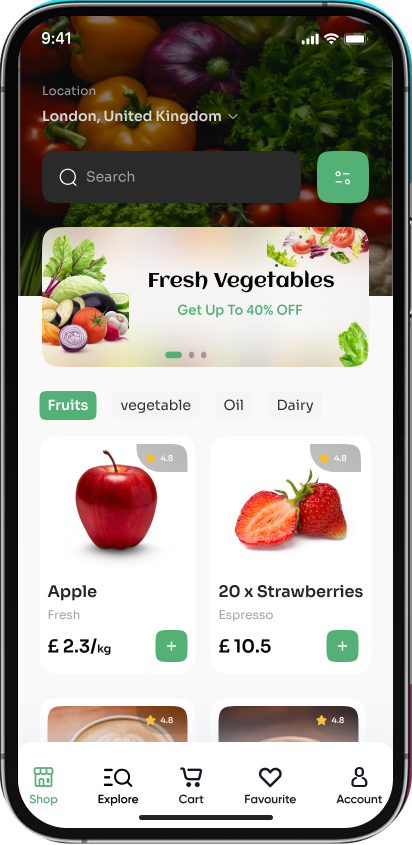 9:41
Location
London, United Kingdom
Search
Fresh Vegetables
Get Up To 40% OFF
Fruits vegetable Oil Dairy
4.8 4.8
Apple 20 x Strawberries
Fresh Espresso
£ 2.3/kg + £ 10.5 +
4.8 4.8
Shop Explore Cart Favourite Account